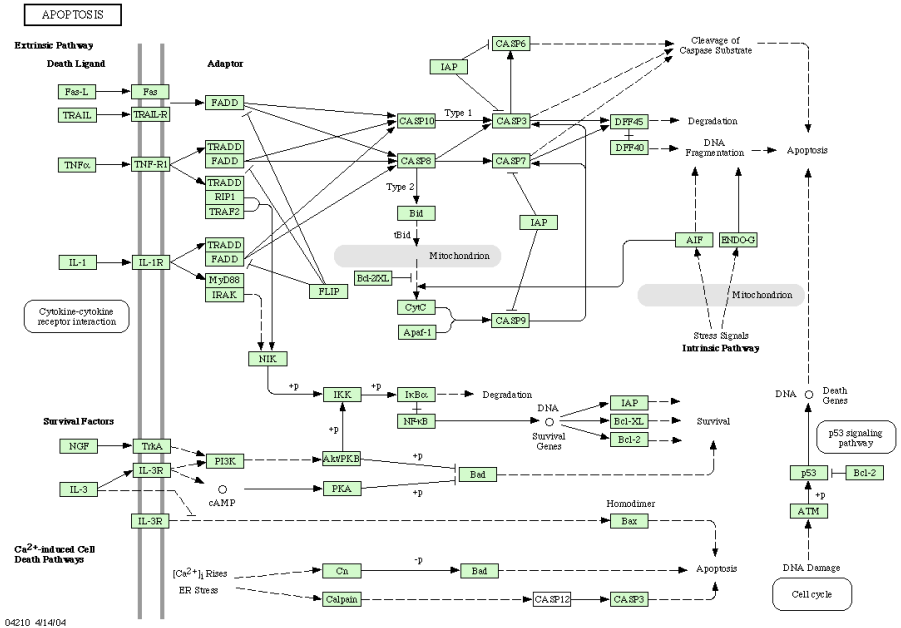 APOPTOSIS
Extrinsic Pathway
Death Ligand
Adaptor
CASP6
Cleavage of
Caspase Substrate
IAP
Fas-L
Fas
FADD
TRAIL
TRAIL-R
CASP10
Type 1
CASP3
DFF45
Degradation
TNFα
TNF-R1
TRADD
FADD
CASP8
CASP7
DFF40
DNA
Fragmentation
Apoptosis
TRADD
RIP1
TRAF2
Type 2
Bid
IAP
tBid
IL-1
IL-1R
TRADD
FADD
MyD88
IRAK
FLIP
Mitochondrion
Bcl-2/XL
AIF
ENDO-G
Mitochondrion
Cytokine-cytokine
receptor interaction
CytC
Apaf-1
CASP9
Stress Signals
Intrinsic Pathway
NIK
+p
IKK
+p
IκBα
Degradation
NFκB
DNA
Survival
Genes
IAP
Bcl-XL
Bcl-2
Survival
DNA
Death
Genes
Survival Factors
NGF
TrkA
IL-3R
PI3K
+p
Akt/PKB
+p
Bad
IL-3
cAMP
PKA
+p
p53 signaling
pathway
p53
Bcl-2
+p
ATM
DNA Damage
Cell cycle
IL-3R
Homodimer
Bax
Ca2+-induced Cell
Death Pathways
[Ca2+]i Rises
ER Stress
Cn
-p
Bad
Apoptosis
Calpain
CASP12
CASP3
04210 4/14/04